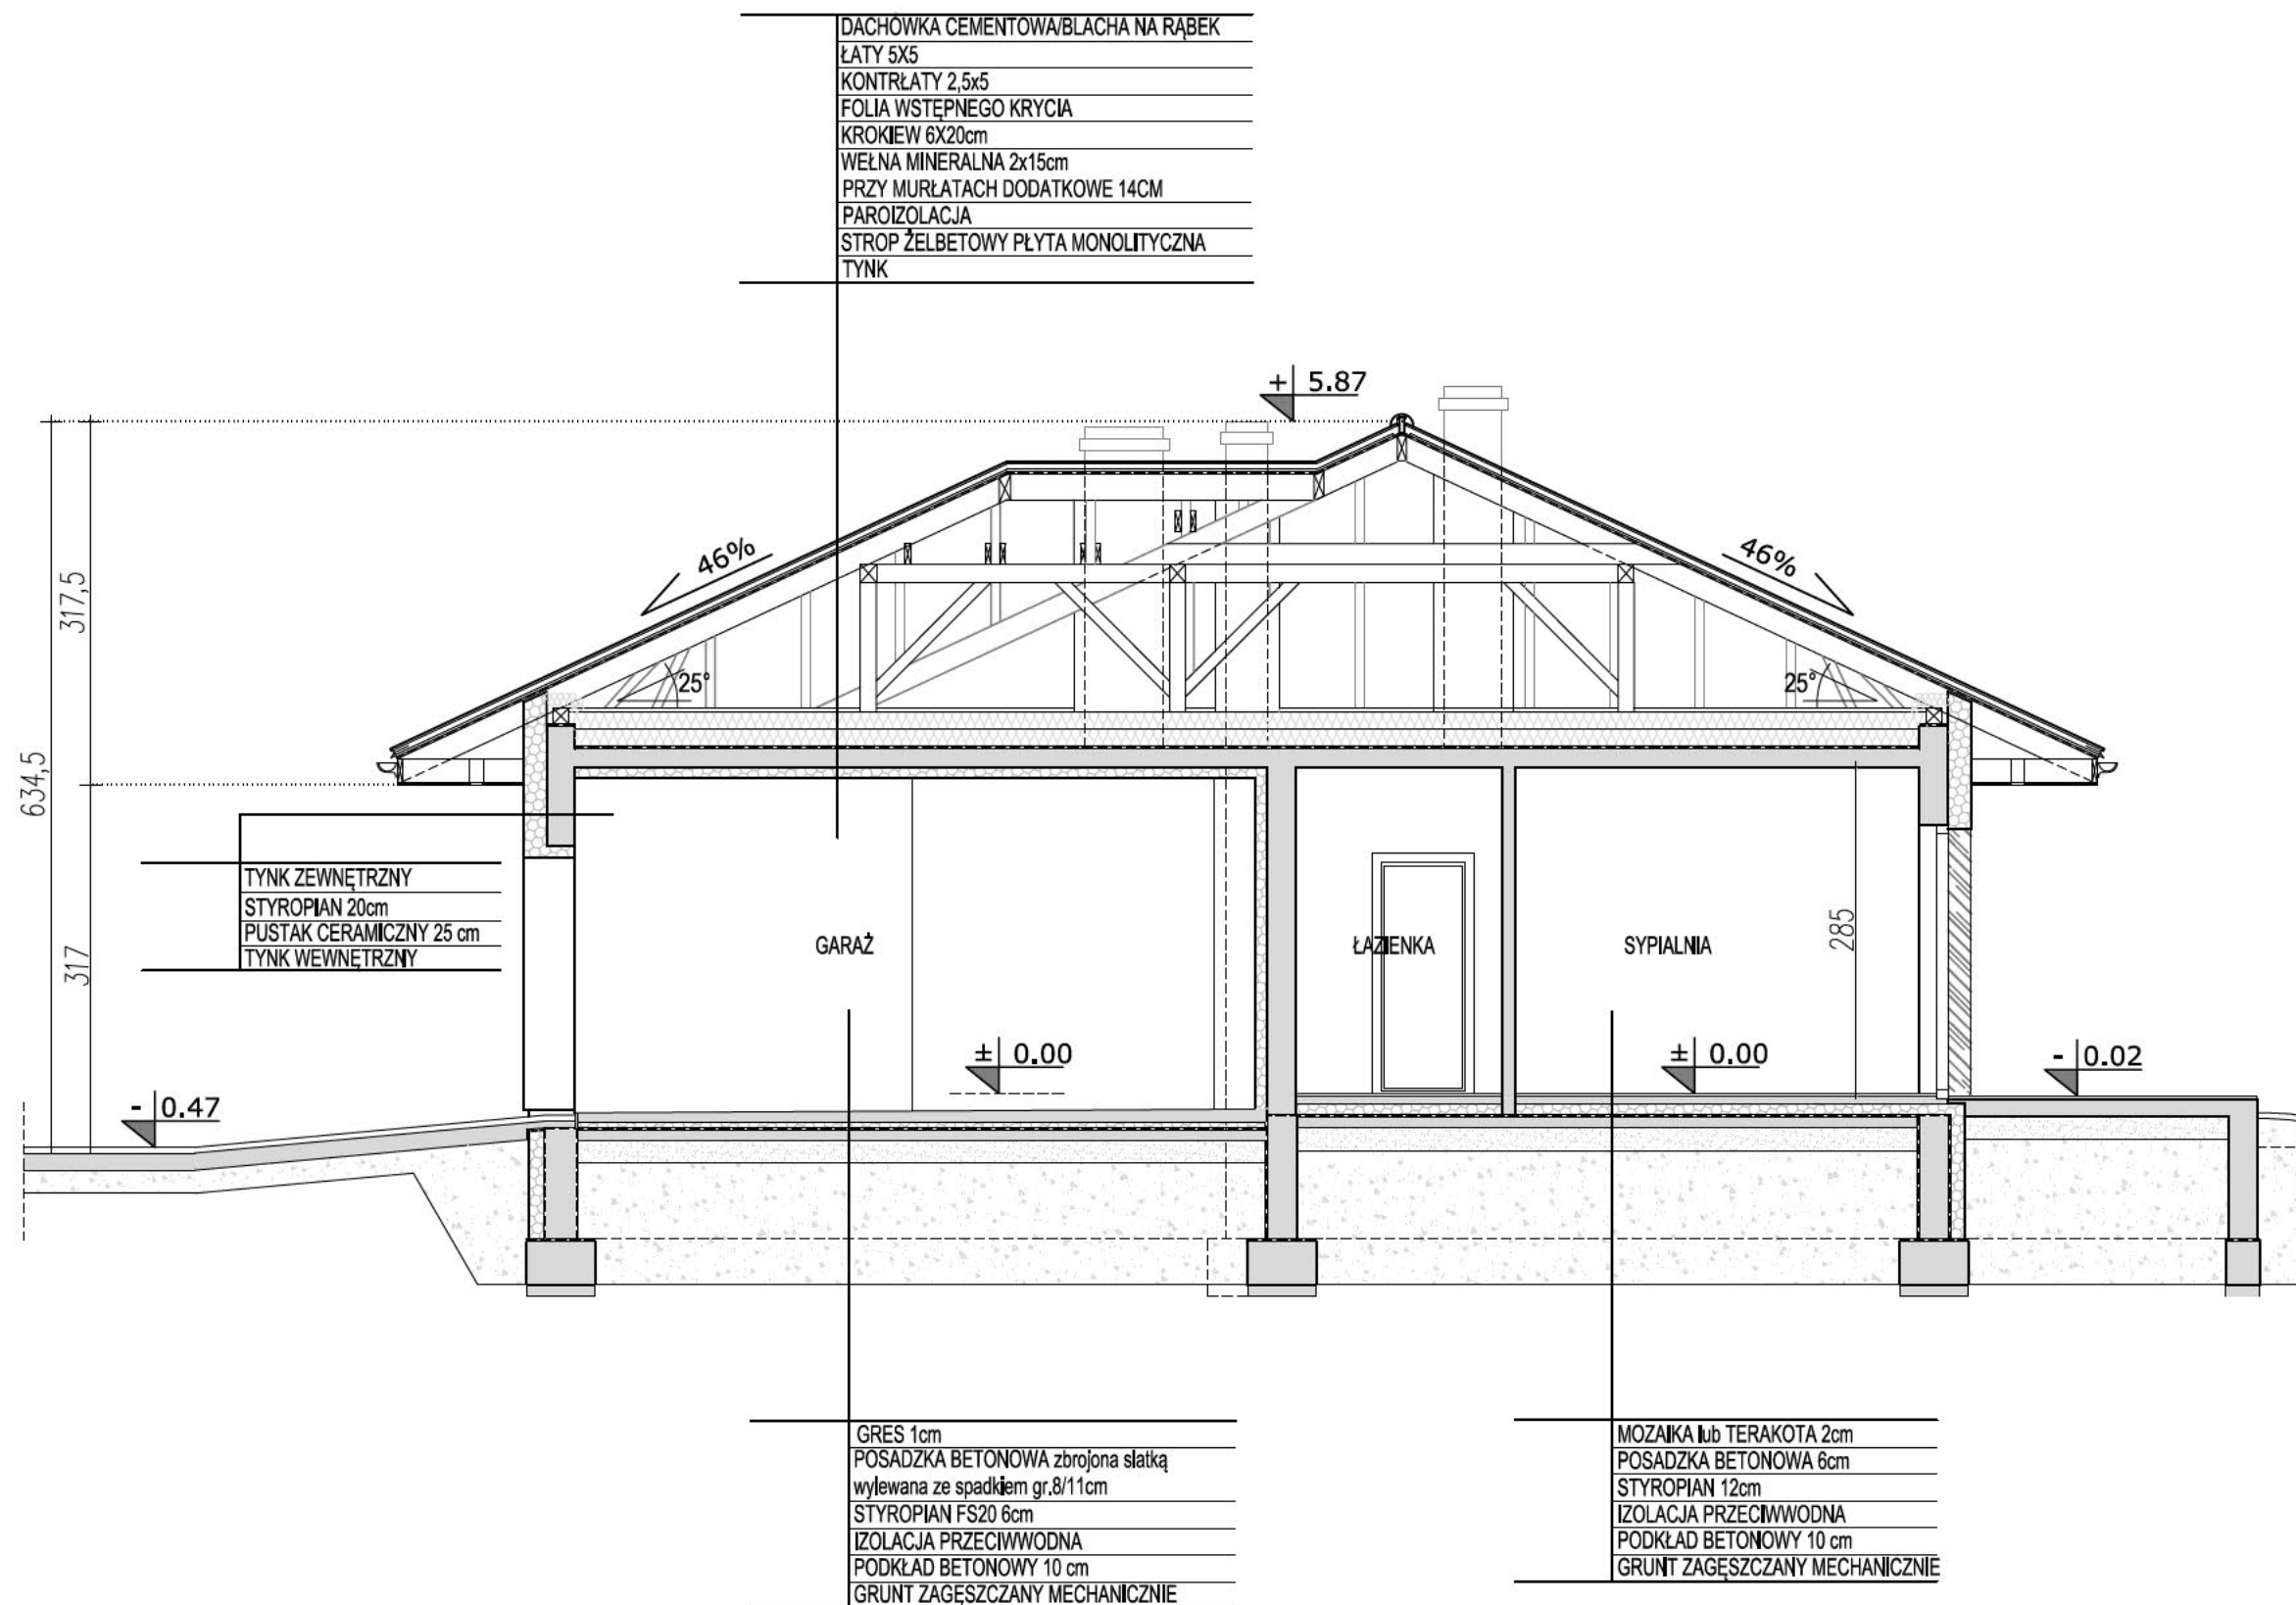 DACHÓWKA CEMENTOWA/BLACHA NA RĄBEK
ŁATY 5X5
KONTRŁATY 2,5x5
FOLIA WSTĘPNEGO KRYCIA
KROKIEW 6X20cm
WEŁNA MINERALNA 2x15cm
PRZY MURŁATACH DODATKOWE 14CM
PAROIZOLACJA
STROP ŻELBETOWY PŁYTA MONOLITYCZNA
TYNK
+ 5.87
46%
46%
317,5
25°
25°
634,5
317
TYNK ZEWNĘTRZNY
STYROPIAN 20cm
PUSTAK CERAMICZNY 25 cm
TYNK WEWNĘTRZNY
GARAŻ
ŁAZIENKA
SYPIALNIA
285
± 0.00
± 0.00
- 0.02
- 0.47
GRES 1cm
POSADZKA BETONOWA zbrojona siatką
wylewana ze spadkiem gr.8/11cm
STYROPIAN FS20 6cm
IZOLACJA PRZECIWWODNA
PODKŁAD BETONOWY 10 cm
GRUNT ZAGĘSZCZANY MECHANICZNIE
MOZAIKA lub TERAKOTA 2cm
POSADZKA BETONOWA 6cm
STYROPIAN 12cm
IZOLACJA PRZECIWWODNA
PODKŁAD BETONOWY 10 cm
GRUNT ZAGĘSZCZANY MECHANICZNIE